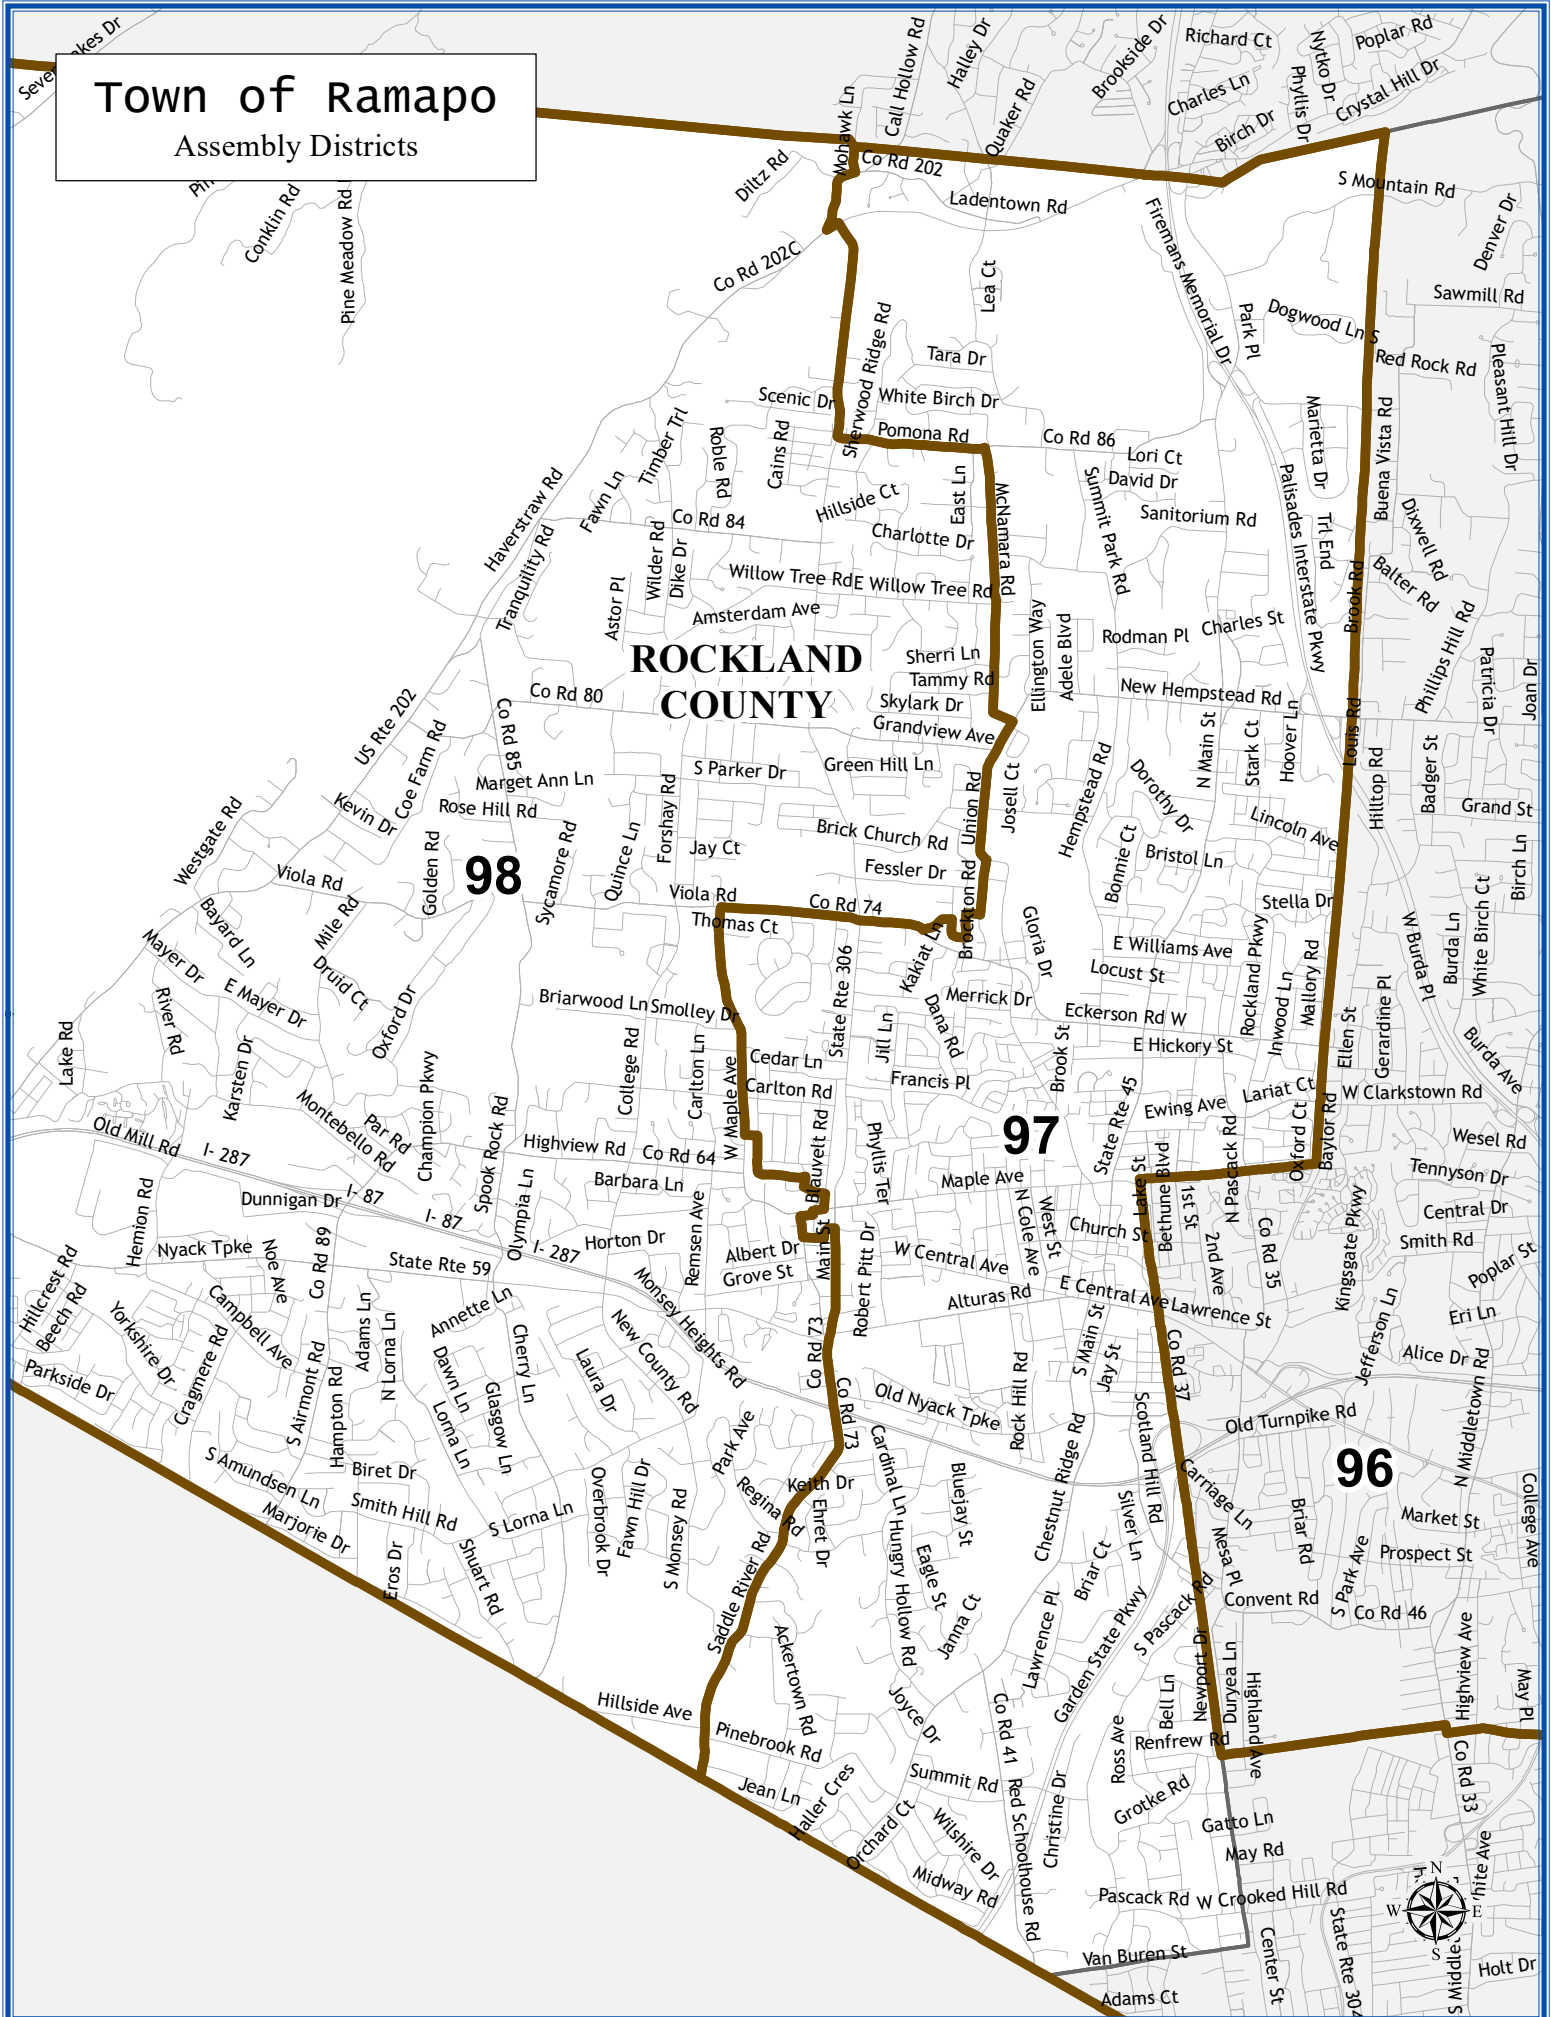 Town of Ramapo
Assembly Districts
Conklin Rd
Pine Meadow Rd
Diltz Rd
Mohawk Ln
Call Hollow Rd
Halley Dr
Quaker Rd
Brookside Dr
Richard Ct
Charles Ln
Nytko Dr
Phyllis Dr
Poplar Rd
Crystal Hill Dr
Birch Dr
Co Rd 202
Ladentown Rd
S Mountain Rd
Denver Dr
Sawmill Rd
Co Rd 202C
Lea Ct
Firemans Memorial Dr
Park Pl
Dogwood Ln S
Red Rock Rd
Pleasant Hill Dr
Sherwood Ridge Rd
Tara Dr
White Birch Dr
Scenic Dr
Pomona Rd
Co Rd 86
Lori Ct
David Dr
Sanitorium Rd
Marietta Dr
Buena Vista Rd
Timber Trl
Roble Rd
Cains Rd
Fawn Ln
Haverstraw Rd
Hillside Ct
East Ln
McNamara Rd
Summit Park Rd
Palisades Interstate Pkwy
Trl End
Dixwell Rd
Balter Rd
Brook Rd
Co Rd 84
Charlotte Dr
Tranquility Rd
Wilder Rd
Dike Dr
Astor Pl
Willow Tree Rd
E Willow Tree Rd
Amsterdam Ave
Ellington Way
Adele Blvd
Rodman Pl
Charles St
Phillips Hill Rd
Patricia Dr
Joan Dr
ROCKLAND
COUNTY
Sherri Ln
Tammy Rd
Skylark Dr
Grandview Ave
Co Rd 80
New Hempstead Rd
US Rte 202
Coe Farm Rd
Co Rd 85
Marget Ann Ln
Rose Hill Rd
Kevin Dr
S Parker Dr
Green Hill Ln
Forshay Rd
Union Rd
Josell Ct
Hempstead Rd
Dorothy Dr
N Main St
Stark Ct
Hoover Ln
Louis Rd
Hilltop Rd
Badger St
Grand St
Lincoln Ave
Birch Ln
Westgate Rd
Viola Rd
Golden Rd
98
Sycamore Rd
Quince Ln
Jay Ct
Brick Church Rd
Fessler Dr
Bonnie Ct
Bristol Ln
Stella Dr
Viola Rd
Co Rd 74
Thomas Ct
Brockton Rd
Kakiat Ln
Gloria Dr
E Williams Ave
Locust St
Rockland Pkwy
Mallory Rd
Inwood Ln
W Burda Pl
Burda Ln
White Birch Ct
Bayard Ln
Mile Rd
Mayer Dr
E Mayer Dr
Druid Ct
Oxford Dr
River Rd
Lake Rd
Karsten Dr
Briarwood Ln
Smolley Dr
State Rte 306
Merrick Dr
Dana Rd
Jill Ln
Eckerson Rd W
E Hickory St
Ellen St
Gerardine Pl
Burda Ave
College Rd
Carlton Ln
W Maple Ave
Cedar Ln
Carlton Rd
Francis Pl
Brook St
State Rte 45
Ewing Ave
Lariat Ct
W Clarkstown Rd
Old Mill Rd
I- 287
Montebello Rd
Par Rd
Champion Pkwy
Spook Rock Rd
Highview Rd
Co Rd 64
Barbara Ln
Blauvelt Rd
Phyllis Ter
97
Maple Ave
Lake St
Bethune Blvd
1st St
N Pascack Rd
Oxford Ct
Baylor Rd
Wesel Rd
Tennyson Dr
Central Dr
Smith Rd
Poplar St
Hemion Rd
Dunnigan Dr
I- 87
I- 87
Olympia Ln
I- 287
Horton Dr
Remsen Ave
Albert Dr
Grove St
Main St
Robert Pitt Dr
W Central Ave
N Cole Ave
West St
Church St
2nd Ave
Co Rd 35
Kingsgate Pkwy
Nyack Tpke
Noe Ave
Co Rd 89
State Rte 59
Hillcrest Rd
Beech Rd
Yorkshire Dr
Campbell Ave
Cragmere Rd
Parkside Dr
S Airmont Rd
Hampton Rd
Adams Ln
N Lorna Ln
Annette Ln
Cherry Ln
Dawn Ln
Lorna Ln
Glasgow Ln
Laura Dr
New County Rd
Monsey Heights Rd
Co Rd 73
Co Rd 73
Alturas Rd
E Central Ave
Lawrence St
S Main St
Jay St
Co Rd 37
Jefferson Ln
Eri Ln
Alice Dr
N Middletown Rd
Old Nyack Tpke
Rock Hill Rd
Scotland Hill Rd
Old Turnpike Rd
96
S Amundsen Ln
Marjorie Dr
Biret Dr
Smith Hill Rd
S Lorna Ln
Eros Dr
Shuart Rd
Overbrook Dr
Fawn Hill Dr
S Monsey Rd
Park Ave
Regina Rd
Keith Dr
Ehret Dr
Cardinal Ln
Hungry Hollow Rd
Bluejay St
Eagle St
Janna Ct
Chestnut Ridge Rd
Silver Ln
Briar Ct
Carriage Ln
Mesa Pl
Briar Rd
S Park Ave
Market St
Prospect St
College Ave
Convent Rd
Co Rd 46
Saddle River Rd
Ackertown Rd
Lawrence Pl
Garden State Pkwy
S Pascack Rd
Newport Dr
Duryea Ln
Highland Ave
Highview Ave
May Pl
Hillside Ave
Pinebrook Rd
Jean Ln
Haller Cres
Joyce Dr
Summit Rd
Co Rd 41
Red Schoolhouse Rd
Christine Dr
Ross Ave
Bell Ln
Renfrew Rd
Grotke Rd
Gatto Ln
May Rd
Co Rd 33
Orchard Ct
Wilshire Dr
Midway Rd
Pascack Rd
W Crooked Hill Rd
State Rte 304
Center St
Van Buren St
Adams Ct
Holt Dr
N
W
E
S